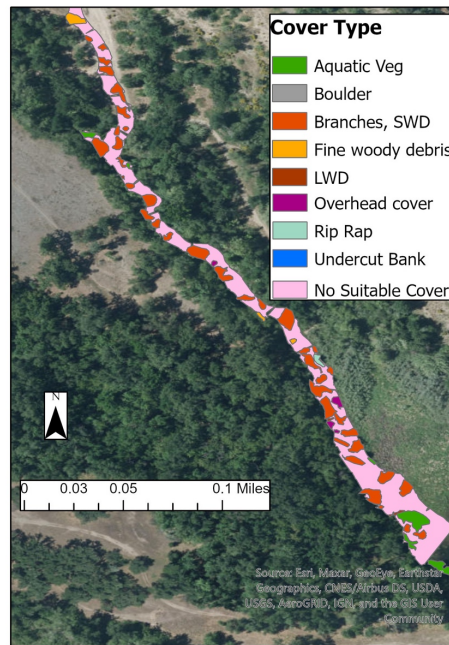 Cover Type
Aquatic Veg
Boulder
Branches, SWD
Fine woody debris
LWD
Overhead cover
Rip Rap
Undercut Bank
No Suitable Cover
N
0 0.03 0.05 0.1 Miles
Source: Esri, Maxar, GeoEye, Earthstar
Geographics, CNES/Airbus DS, USDA,
USGS, AeroGRID, IGN, and the GIS User
Community